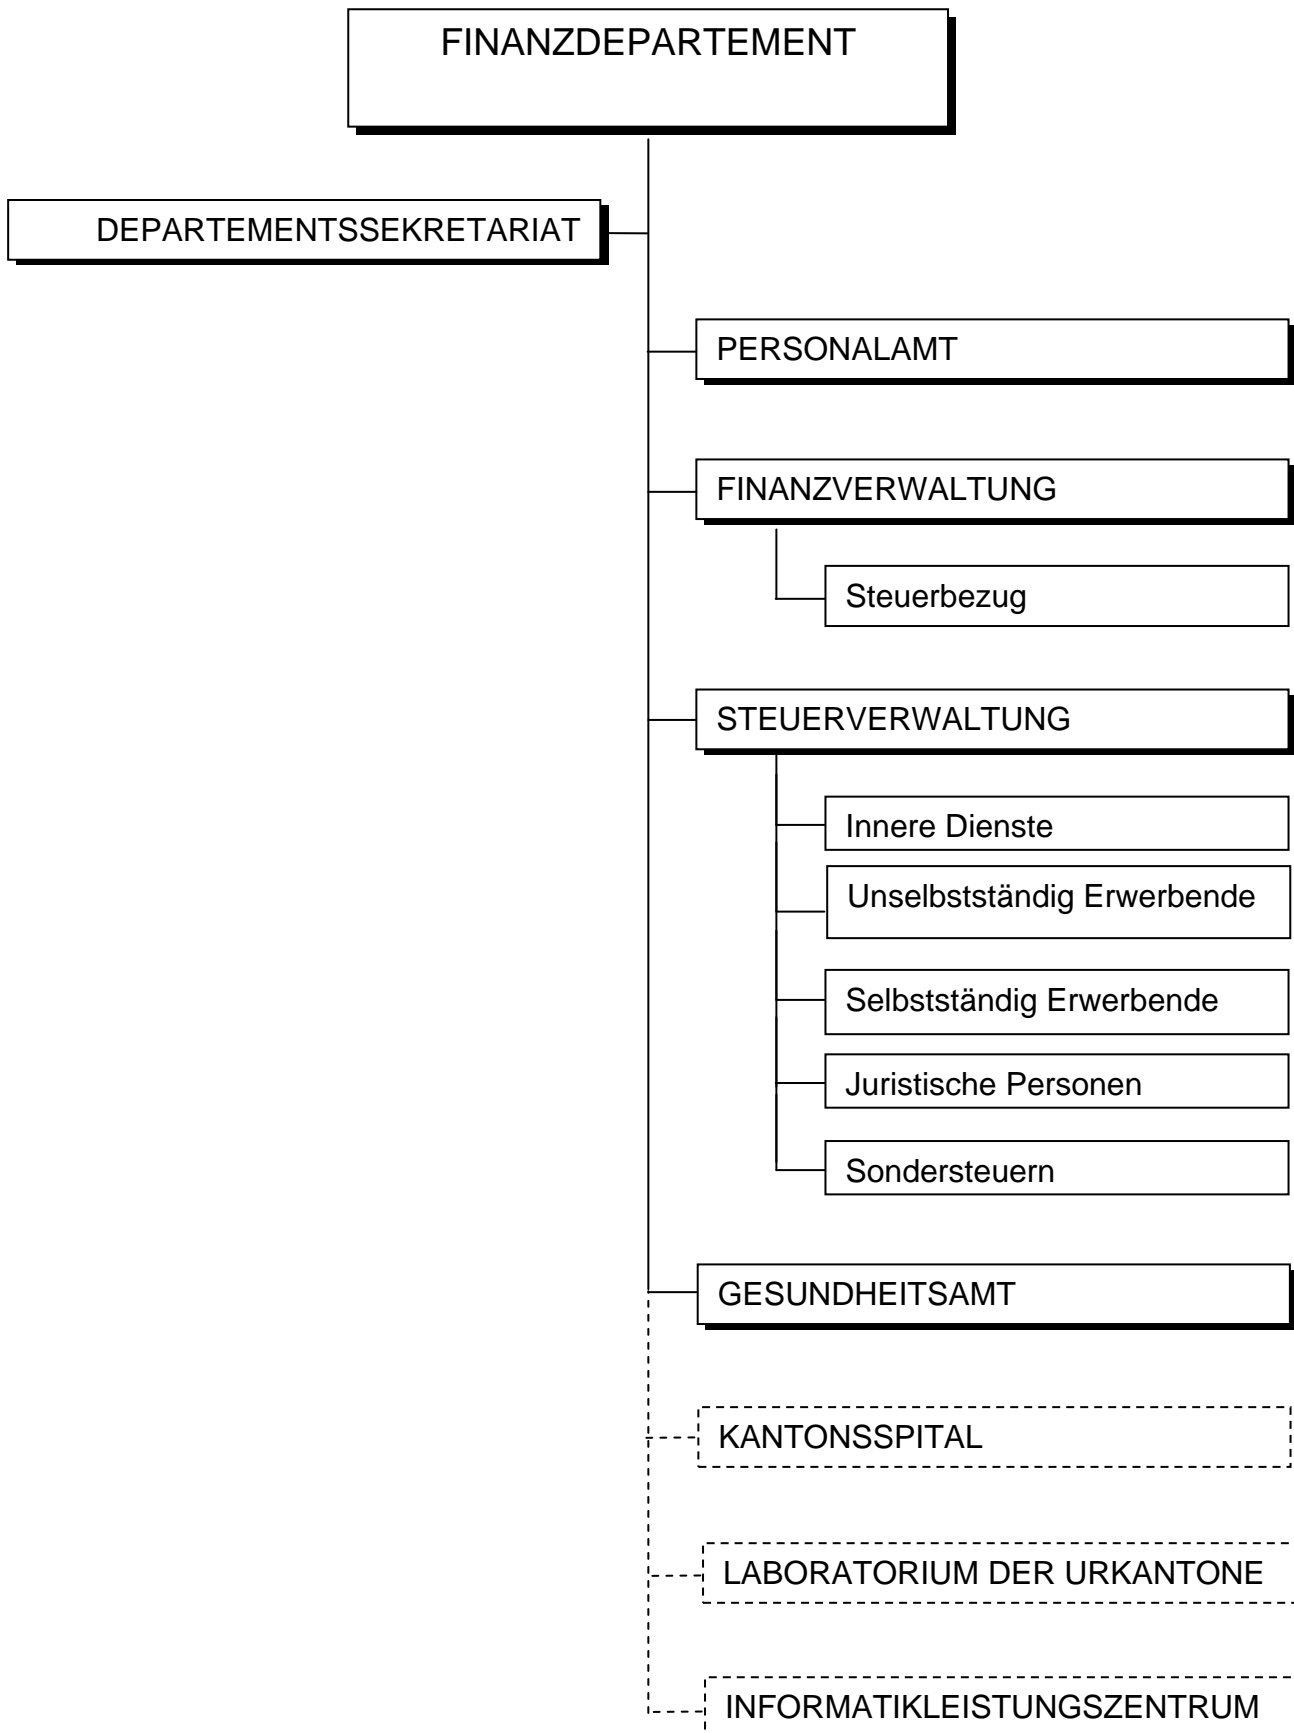 FINANZDEPARTEMENT
DEPARTEMENTSSEKRETARIAT
PERSONALAMT
FINANZVERWALTUNG
Steuerbezug
STEUERVERWALTUNG
Innere Dienste
Unselbstständig Erwerbende
Selbstständig Erwerbende
Juristische Personen
Sondersteuern
GESUNDHEITSAMT
KANTONSSPITAL
LABORATORIUM DER URKANTONE
INFORMATIKLEISTUNGSZENTRUM